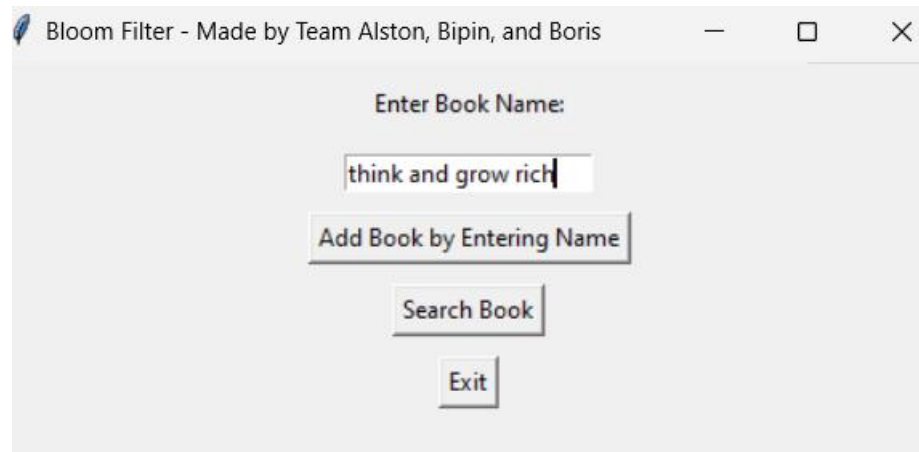 Bloom Filter - Made by Team Alston, Bipin, and Boris
Enter Book Name:
think and grow rich
Add Book by Entering Name
Search Book
Exit